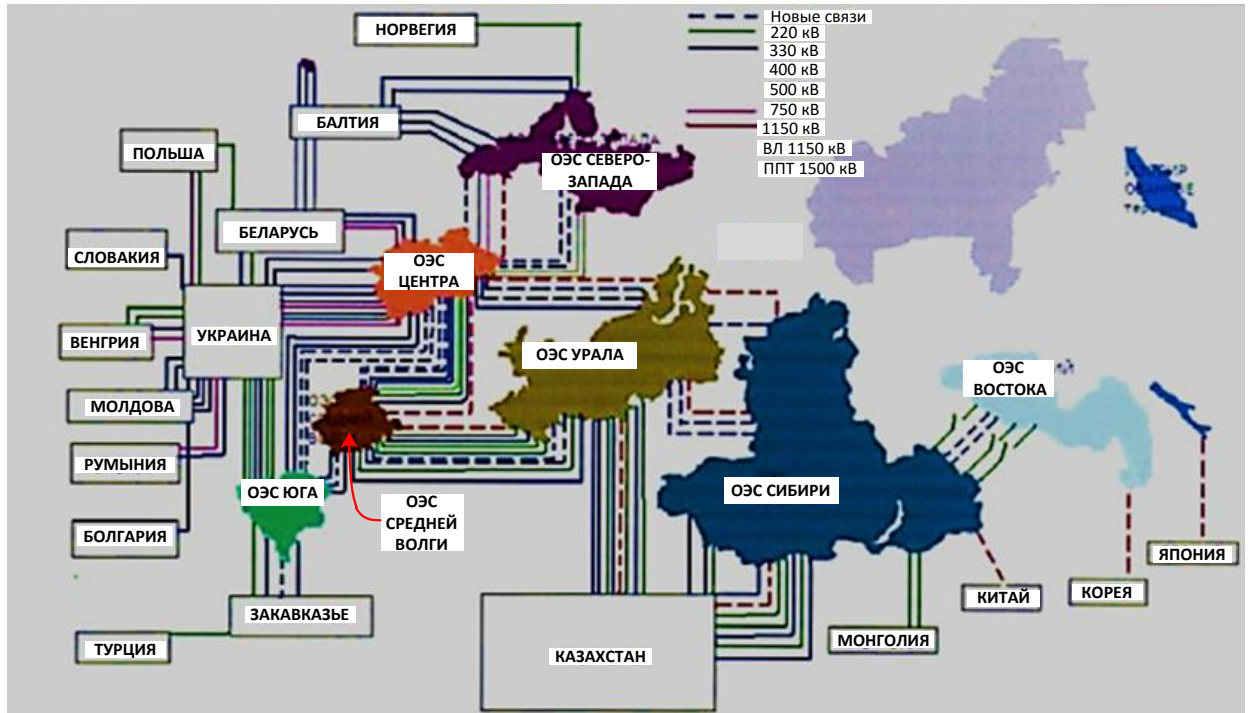 НОРВЕГИЯ
Новые связи
220 кВ
330 кВ
400 кВ
500 кВ
750 кВ
1150 кВ
ВЛ 1150 кВ
ППТ 1500 кВ
БАЛТИЯ
ПОЛЬША
ОЭС СЕВЕРО-
ЗАПАДА
БЕЛАРУСЬ
СЛОВАКИЯ
ОЭС
ЦЕНТРА
УКРАИНА
ВЕНГРИЯ
ОЭС УРАЛА
ОЭС
ВОСТОКА
МОЛДОВА
РУМЫНИЯ
ОЭС ЮГА
ОЭС СИБИРИ
ОЭС
СРЕДНЕЙ
ВОЛГИ
БОЛГАРИЯ
ЯПОНИЯ
КОРЕЯ
КИТАЙ
ЗАКАВКАЗЬЕ
МОНГОЛИЯ
ТУРЦИЯ
КАЗАХСТАН